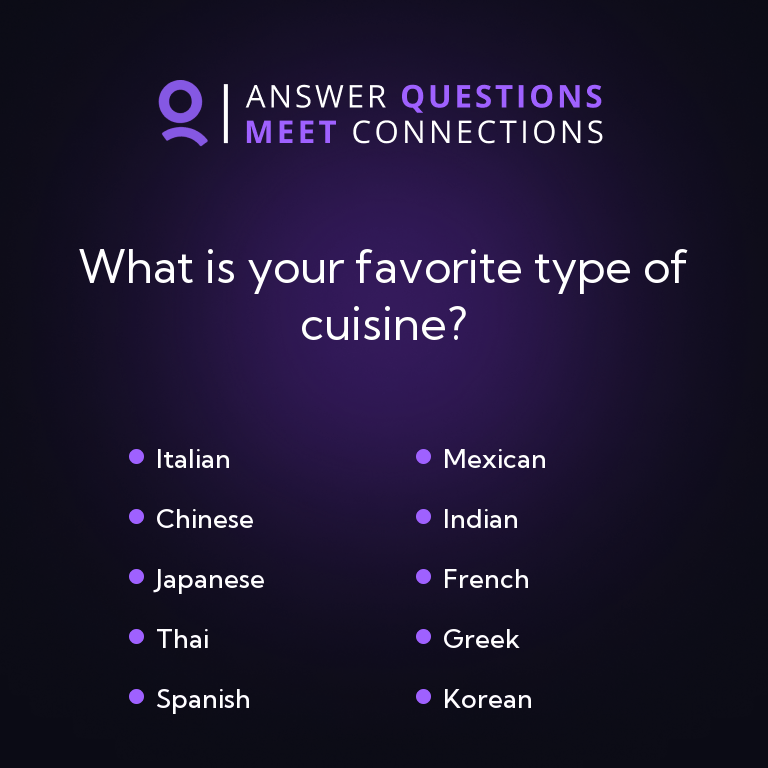 ANSWER QUESTIONS
MEET CONNECTIONS
What is your favorite type of
cuisine?
Italian
Chinese
Japanese
Thai
Spanish
Mexican
Indian
French
Greek
Korean